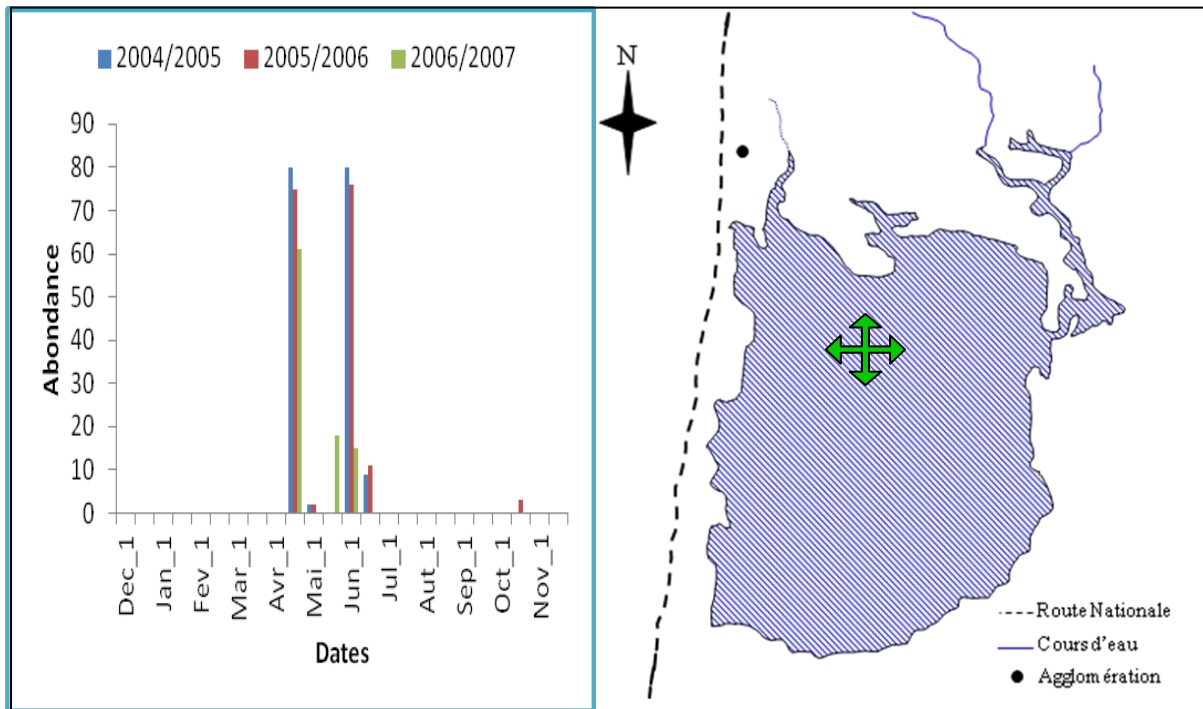 2004/2005 2005/2006 2006/2007
90
80
70
60
50
40
30
20
10
0
Abondance
Dec_1 Jan_1 Fev_1 Mar_1 Avr_1 Mai_1 Jun_1 Jul_1 Aut_1 Sep_1 Oct_1 Nov_1
Dates
N
Route Nationale
Cours d'eau
Agglomération